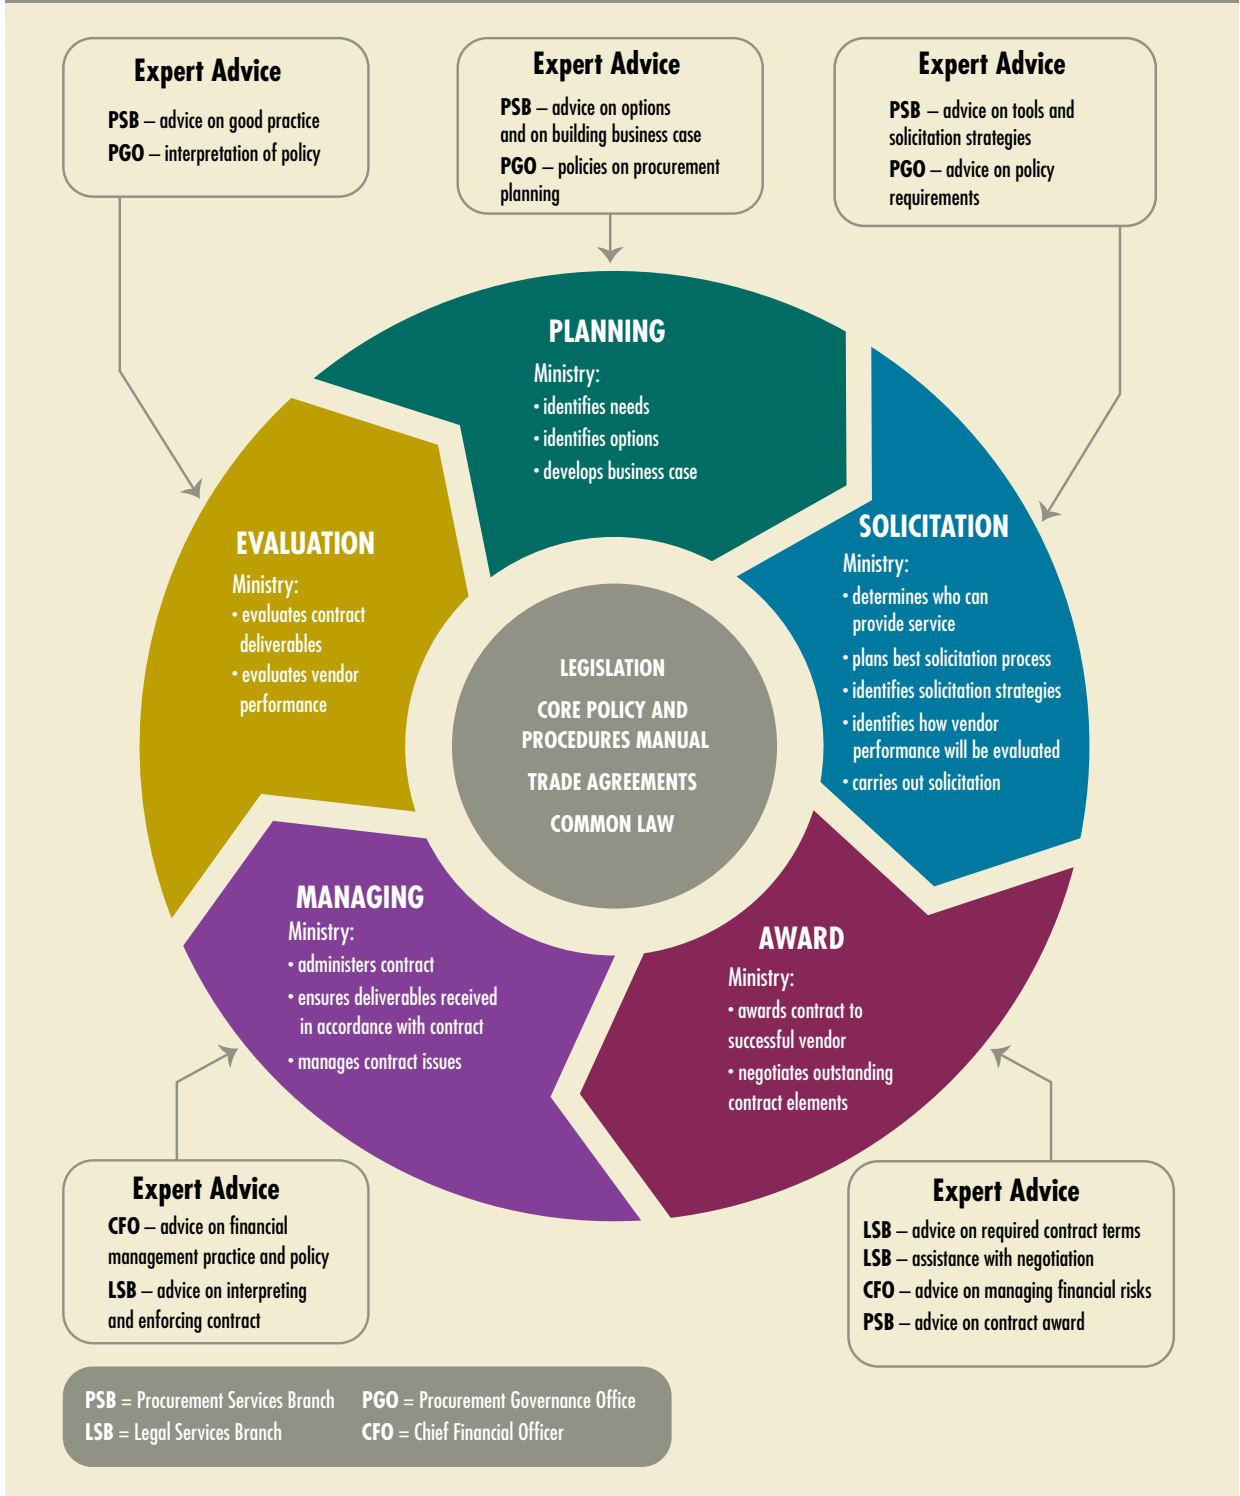 Expert Advice
PSB – advice on good practice
PGO – interpretation of policy
Expert Advice
PSB – advice on options
and on building business case
PGO – policies on procurement
planning
Expert Advice
PSB – advice on tools and
solicitation strategies
PGO – advice on policy
requirements
PLANNING
Ministry:
• identifies needs
• identifies options
• develops business case
SOLICITATION
Ministry:
• determines who can
provide service
• plans best solicitation process
• identifies solicitation strategies
• identifies how vendor
performance will be evaluated
• carries out solicitation
EVALUATION
Ministry:
• evaluates contract
deliverables
• evaluates vendor
performance
LEGISLATION
CORE POLICY AND
PROCEDURES MANUAL
TRADE AGREEMENTS
COMMON LAW
MANAGING
Ministry:
• administers contract
• ensures deliverables received
in accordance with contract
• manages contract issues
AWARD
Ministry:
• awards contract to
successful vendor
• negotiates outstanding
contract elements
Expert Advice
CFO – advice on financial
management practice and policy
LSB – advice on interpreting
and enforcing contract
Expert Advice
LSB – advice on required contract terms
LSB – assistance with negotiation
CFO – advice on managing financial risks
PSB – advice on contract award
PSB = Procurement Services Branch PGO = Procurement Governance Office
LSB = Legal Services Branch CFO = Chief Financial Officer